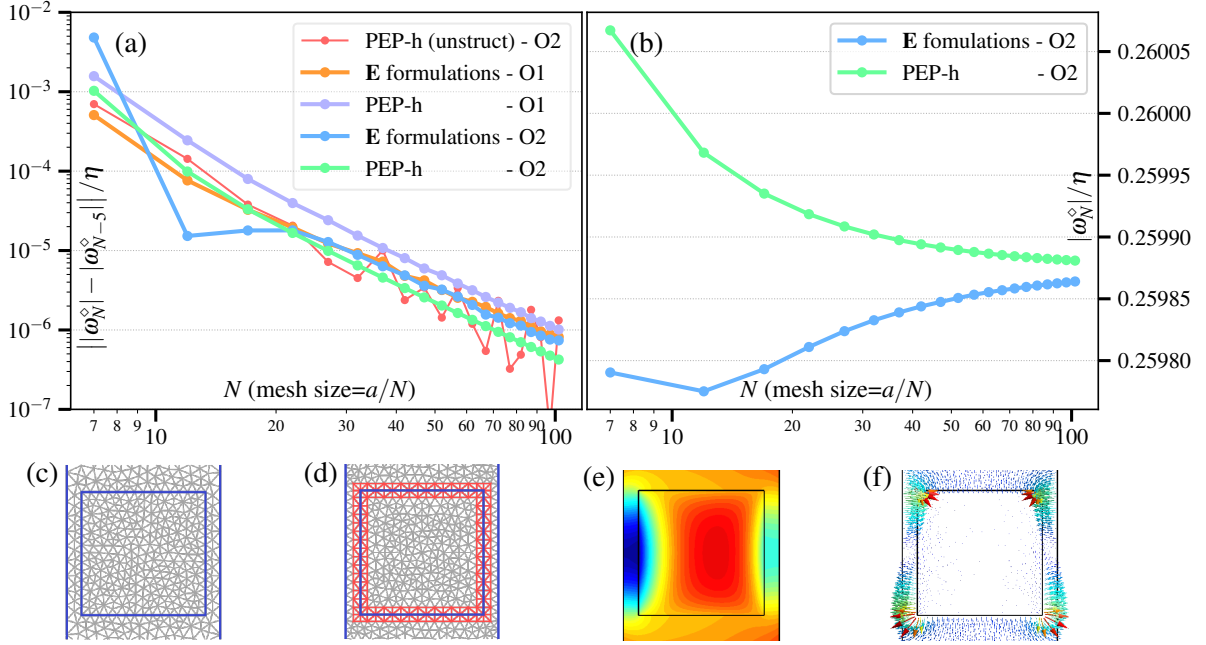 (a)
PEP-h (unstruct) - O2
E formulations - O1
PEP-h - O1
E formulations - O2
PEP-h - O2
10⁻²
10⁻³
10⁻⁴
10⁻⁵
10⁻⁶
10⁻⁷
||ω_N^◇| − |ω_{N−5}^◇||/η
N (mesh size=a/N)
7 8 9 10 20 30 40 50 60 70 80 90 100
(b)
E fomulations - O2
PEP-h - O2
0.26005
0.26000
0.25995
0.25990
0.25985
0.25980
|ω_N^◇|/η
N (mesh size=a/N)
7 8 9 10 20 30 40 50 60 70 80 90 100
(c)
(d)
(e)
(f)